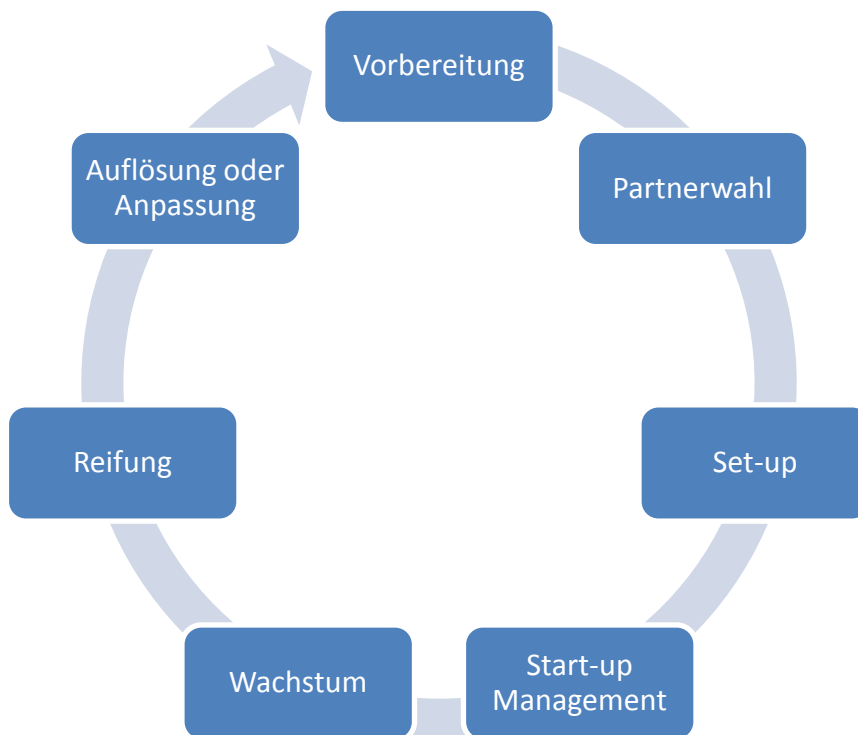 Vorbereitung
Partnerwahl
Set-up
Start-up
Management
Wachstum
Reifung
Auflösung oder
Anpassung